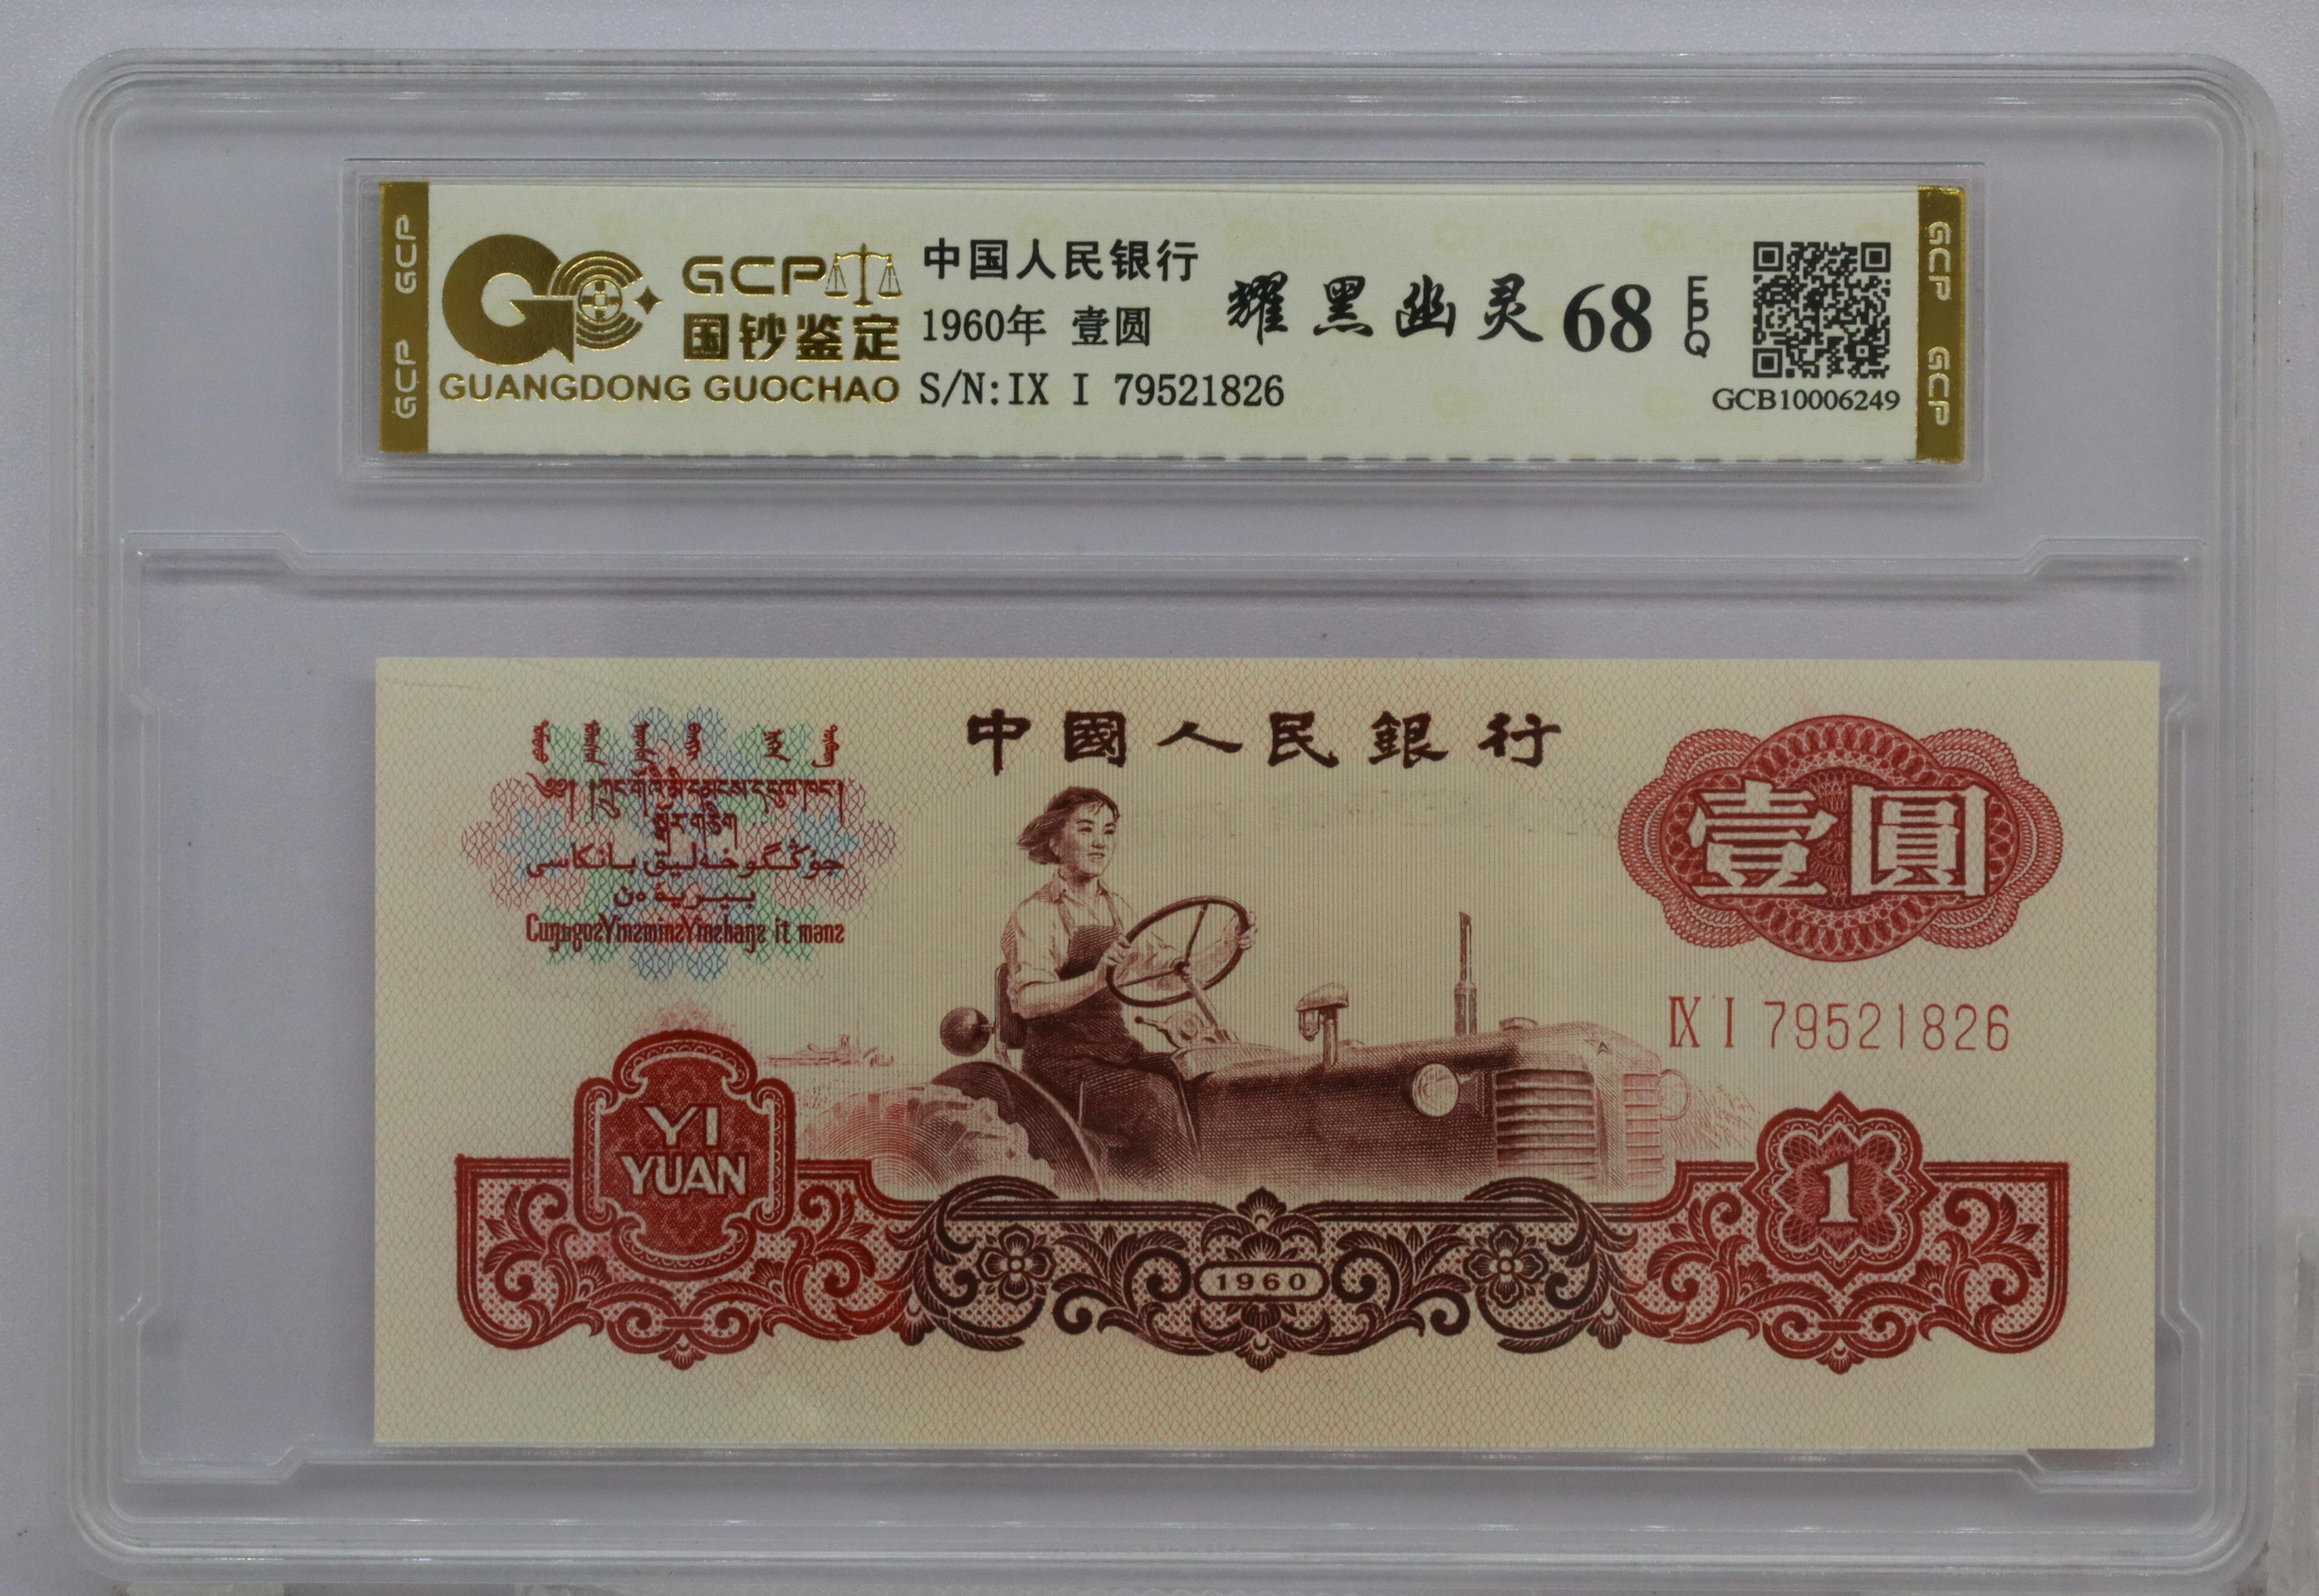 GCP GCP
GCP
国钞鉴定
GUANGDONG GUOCHAO
中国人民银行
1960年 壹圆
S/N:IX I 79521826
耀黑幽灵 68 EPQ
GCB10006249
GCP GCP
中國人民銀行
壹圓
IX I 79521826
YI
YUAN
1
1960